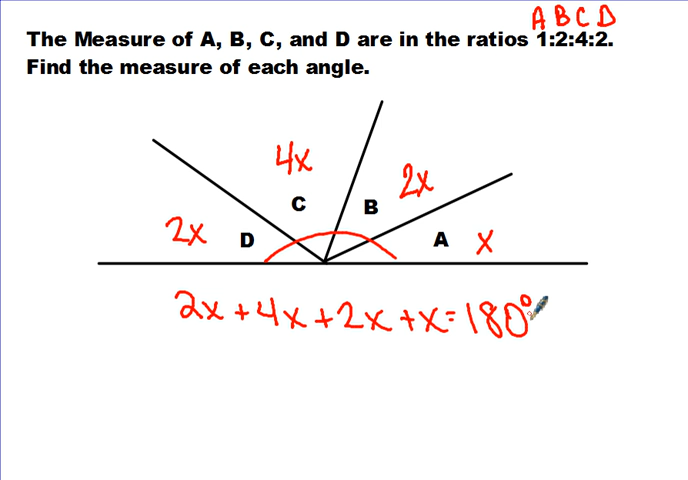 A B C D
The Measure of A, B, C, and D are in the ratios 1:2:4:2.
Find the measure of each angle.
4x
2x
C
B
2x
D
A
x
2x+4x+2x+x=180°